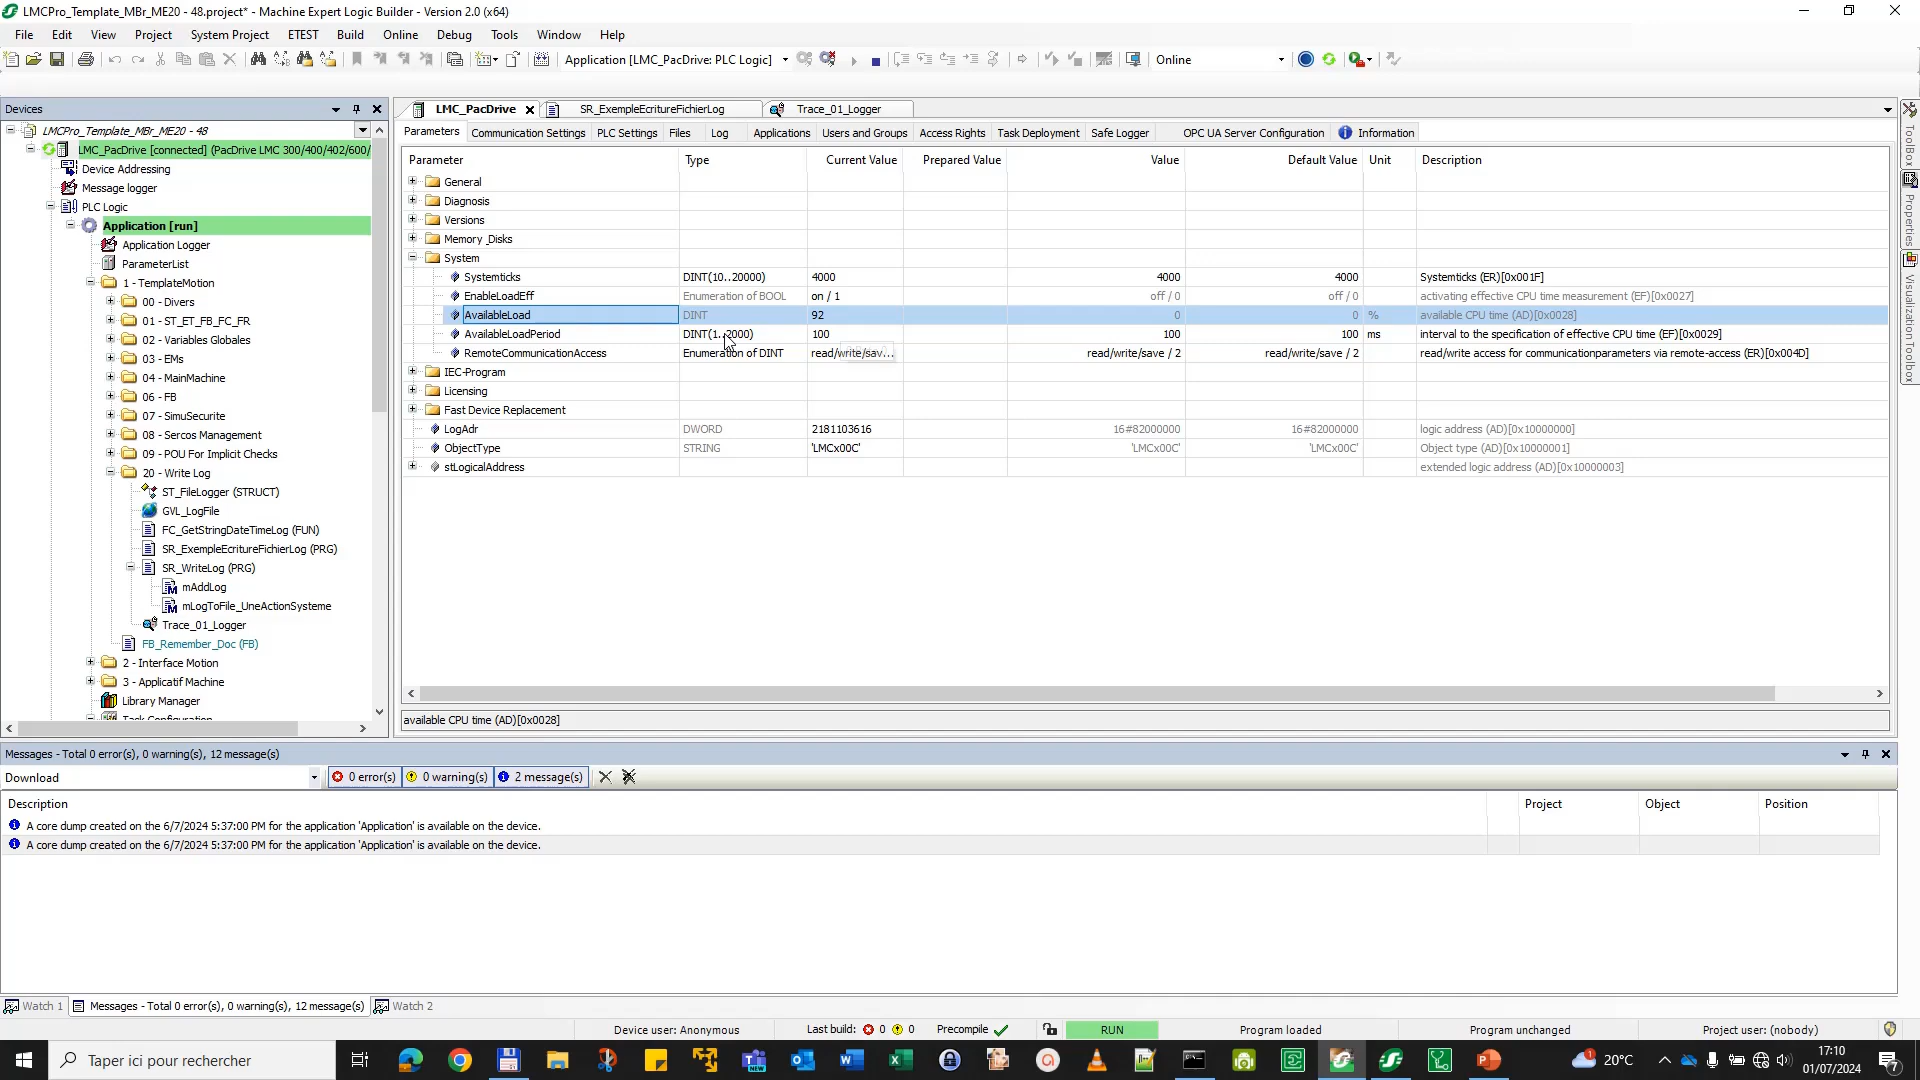 LMCPro_Template_MBr_ME20 - 48.project* - Machine Expert Logic Builder - Version 2.0 (x64)
File Edit View Project System Project ETEST Build Online Debug Tools Window Help
Application [LMC_PacDrive: PLC Logic] Online
Devices
LMC_PacDrive SR_ExempleEcritureFichierLog Trace_01_Logger
Parameters Communication Settings PLC Settings Files Log Applications Users and Groups Access Rights Task Deployment Safe Logger OPC UA Server Configuration Information
LMCPro_Template_MBr_ME20 - 48
LMC_PacDrive [connected] (PacDrive LMC 300/400/402/600/
Device Addressing
Message logger
PLC Logic
Application [run]
Application Logger
ParameterList
1 - TemplateMotion
00 - Divers
01 - ST_ET_FB_FC_FR
02 - Variables Globales
03 - EMs
04 - MainMachine
06 - FB
07 - SimuSecurite
08 - Sercos Management
09 - POU For Implicit Checks
20 - Write Log
ST_FileLogger (STRUCT)
GVL_LogFile
FC_GetStringDateTimeLog (FUN)
SR_ExempleEcritureFichierLog (PRG)
SR_WriteLog (PRG)
mAddLog
mLogToFile_UneActionSysteme
Trace_01_Logger
FB_Remember_Doc (FB)
2 - Interface Motion
3 - Applicatif Machine
Library Manager
Task Configuration
Parameter Type Current Value Prepared Value Value Default Value Unit Description
General
Diagnosis
Versions
Memory_Disks
System
Systemticks DINT(10..20000) 4000 4000 4000 Systemticks (ER)[0x001F]
EnableLoadEff Enumeration of BOOL on / 1 off / 0 off / 0 activating effective CPU time measurement (EF)[0x0027]
AvailableLoad DINT 92 0 0 % available CPU time (AD)[0x0028]
AvailableLoadPeriod DINT(1..2000) 100 100 100 ms interval to the specification of effective CPU time (EF)[0x0029]
RemoteCommunicationAccess Enumeration of DINT read/write/sav... read/write/save / 2 read/write/save / 2 read/write access for communicationparameters via remote-access (ER)[0x004D]
IEC-Program
Licensing
Fast Device Replacement
LogAdr DWORD 2181103616 16#82000000 16#82000000 logic address (AD)[0x10000000]
ObjectType STRING 'LMCx00C' 'LMCx00C' 'LMCx00C' Object type (AD)[0x10000001]
stLogicalAddress extended logic address (AD)[0x10000003]
available CPU time (AD)[0x0028]
ToolBox
Properties
Visualization Toolbox
Messages - Total 0 error(s), 0 warning(s), 12 message(s)
Download 0 error(s) 0 warning(s) 2 message(s)
Description Project Object Position
A core dump created on the 6/7/2024 5:37:00 PM for the application 'Application' is available on the device.
A core dump created on the 6/7/2024 5:37:00 PM for the application 'Application' is available on the device.
Watch 1 Messages - Total 0 error(s), 0 warning(s), 12 message(s) Watch 2
Device user: Anonymous Last build: 0 0 Precompile RUN Program loaded Program unchanged Project user: (nobody)
Taper ici pour rechercher 20°C 17:10
01/07/2024